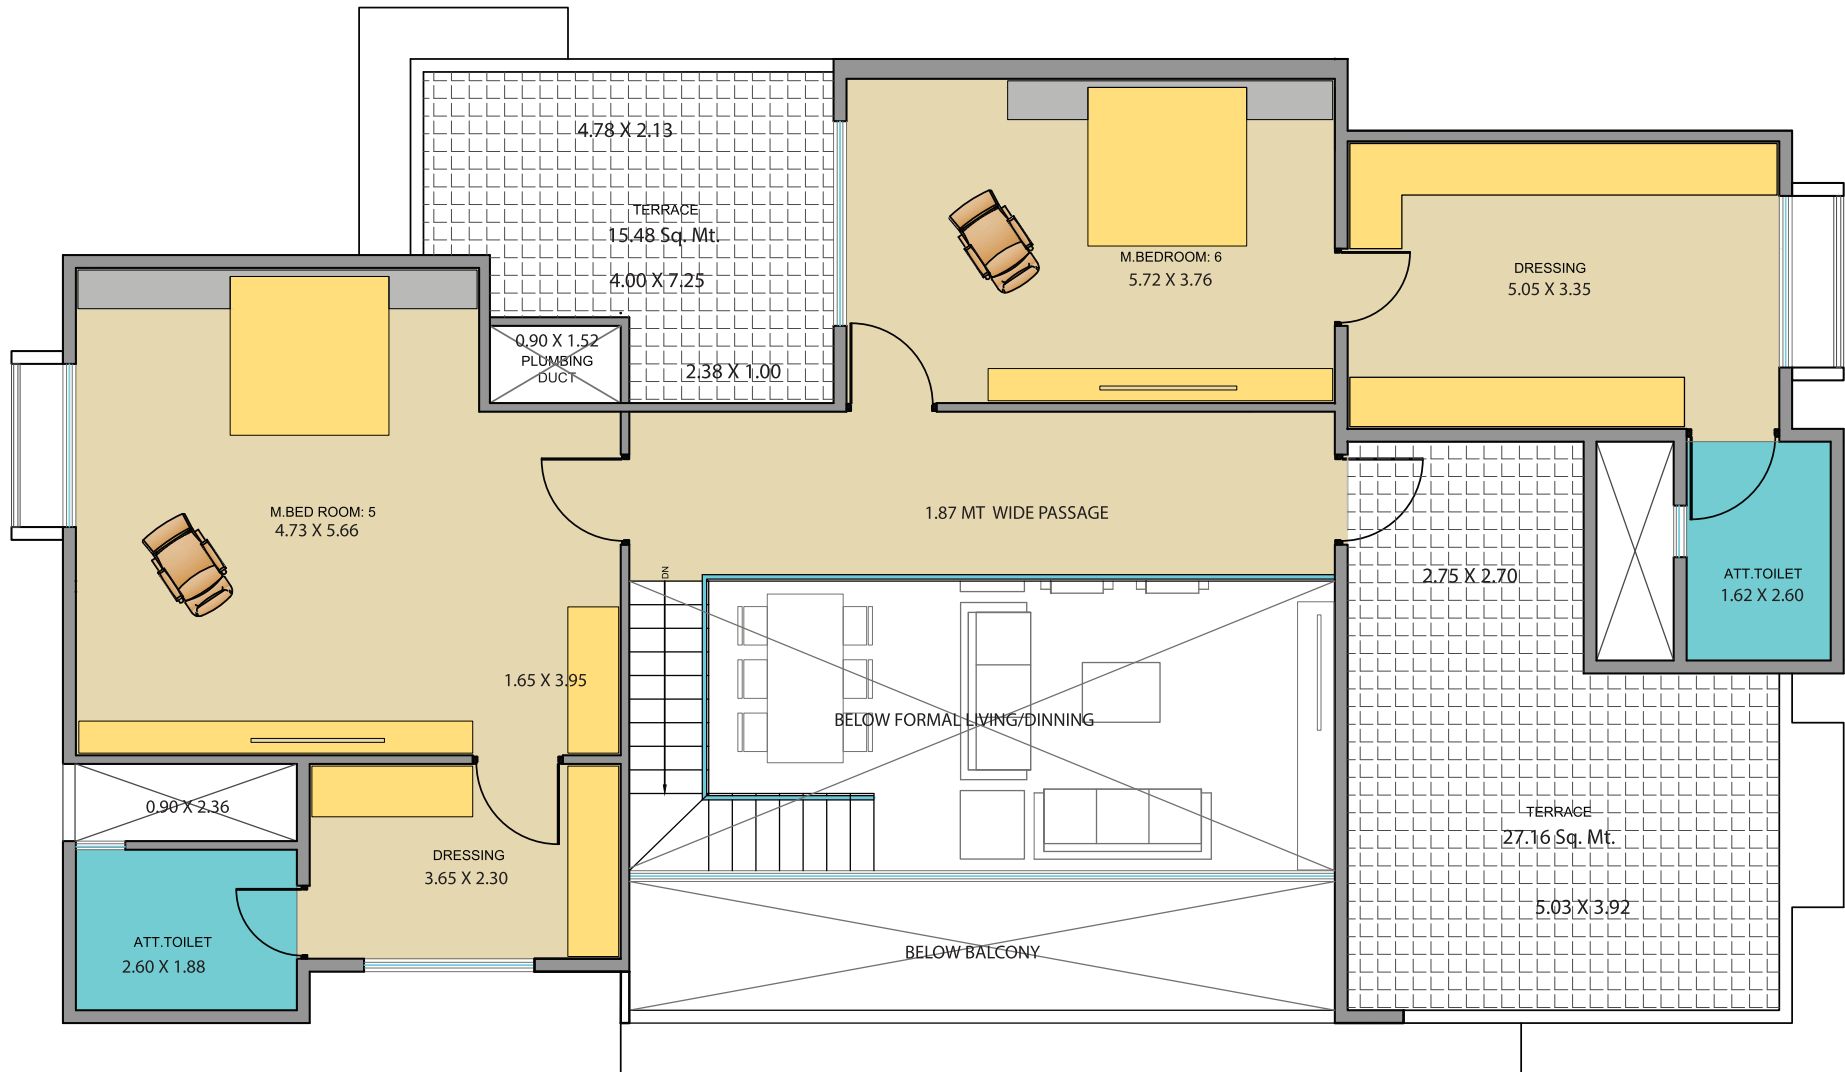 4.78 X 2.13
TERRACE
15.48 Sq. Mt.
4.00 X 7.25
0.90 X 1.52
PLUMBING
DUCT
2.38 X 1.00
M.BEDROOM: 6
5.72 X 3.76
DRESSING
5.05 X 3.35
M.BED ROOM: 5
4.73 X 5.66
1.87 MT WIDE PASSAGE
DN
2.75 X 2.70
ATT.TOILET
1.62 X 2.60
1.65 X 3.95
BELOW FORMAL LIVING/DINNING
0.90 X 2.36
DRESSING
3.65 X 2.30
TERRACE
27.16 Sq. Mt.
5.03 X 3.92
ATT.TOILET
2.60 X 1.88
BELOW BALCONY